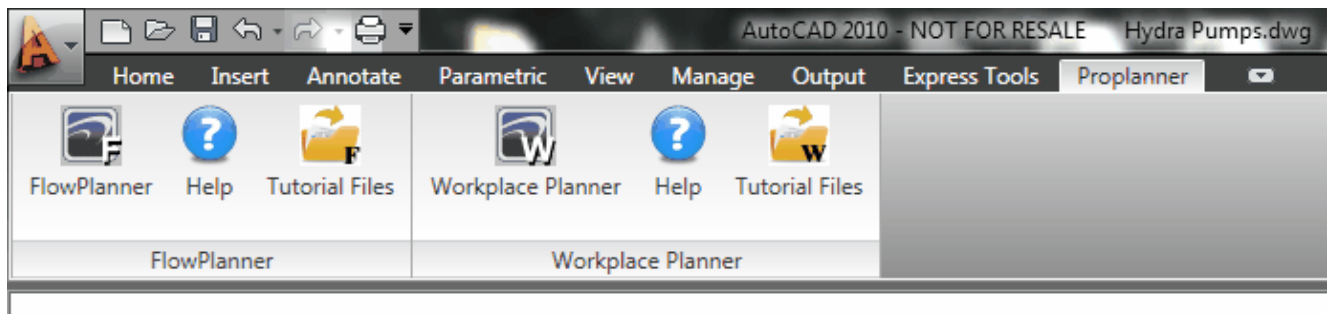 AutoCAD 2010 - NOT FOR RESALE Hydra Pumps.dwg
Home Insert Annotate Parametric View Manage Output Express Tools Proplanner
F ? F W ? W
FlowPlanner Help Tutorial Files Workplace Planner Help Tutorial Files
FlowPlanner Workplace Planner